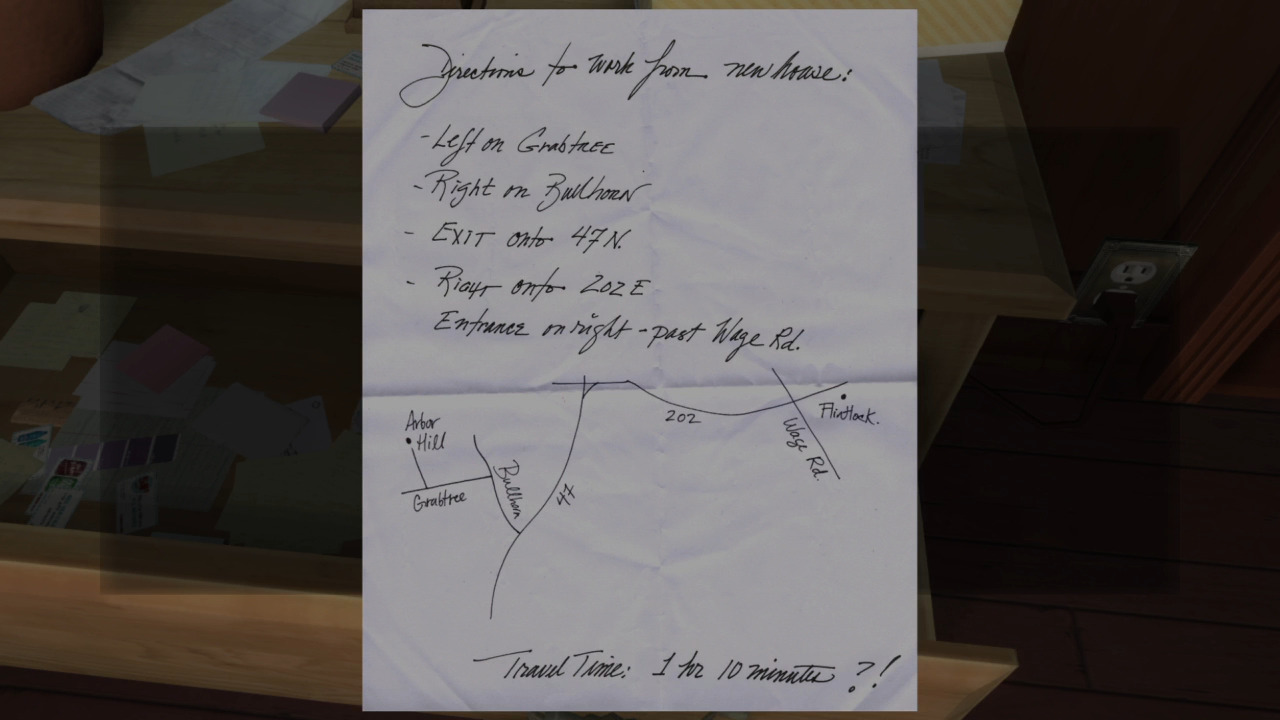 Directions to work from new house:
- Left on Grabtree
- Right on Bullhorn
- Exit onto 47 N.
- Right onto 202 E
Entrance on right - past Wage Rd.
Arbor
Hill
Grabtree
Bullhorn
47
202
Wage Rd.
Flintlock.
Travel Time: 1 hr 10 minutes ?!